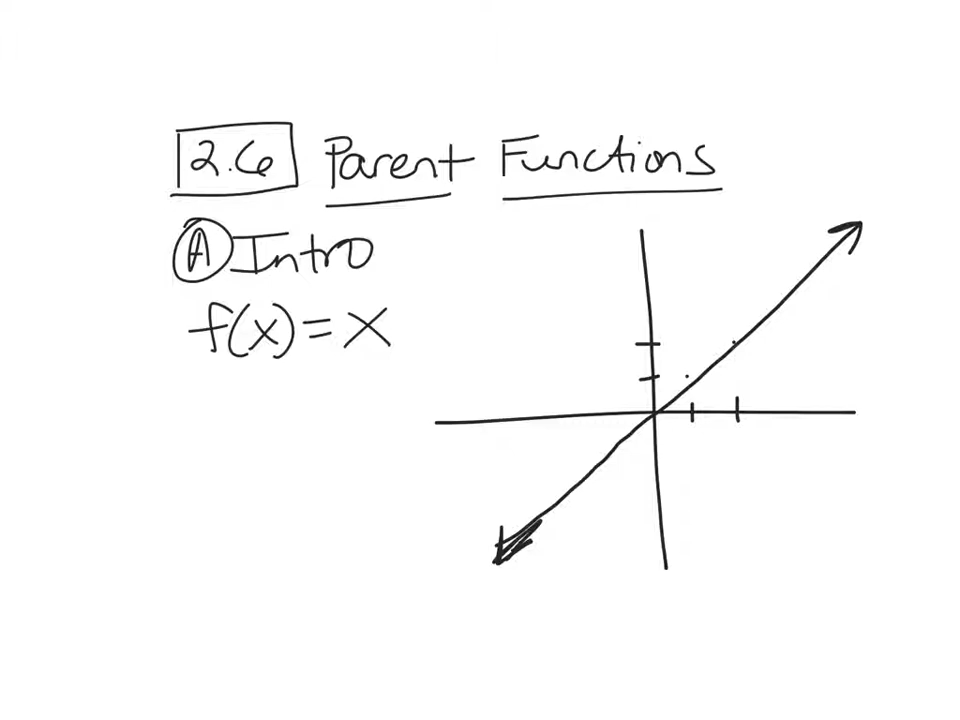 2.6 Parent Functions
A Intro
f(x) = x